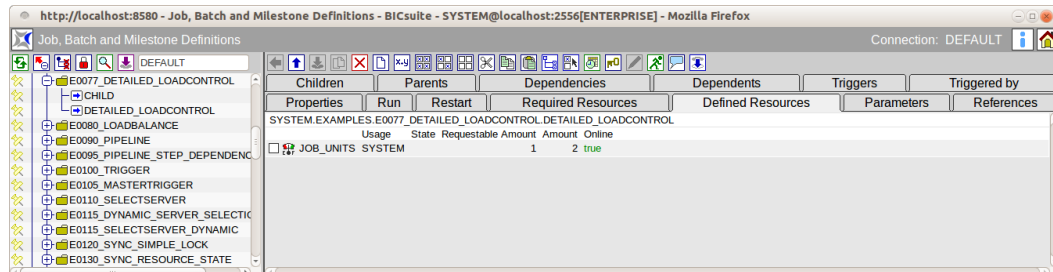 http://localhost:8580 - Job, Batch and Milestone Definitions - BICsuite - SYSTEM@localhost:2556[ENTERPRISE] - Mozilla Firefox
Job, Batch and Milestone Definitions
Connection: DEFAULT
DEFAULT
E0077_DETAILED_LOADCONTROL
CHILD
DETAILED_LOADCONTROL
E0080_LOADBALANCE
E0090_PIPELINE
E0095_PIPELINE_STEP_DEPENDENC
E0100_TRIGGER
E0105_MASTERTRIGGER
E0110_SELECTSERVER
E0115_DYNAMIC_SERVER_SELECTIO
E0115_SELECTSERVER_DYNAMIC
E0120_SYNC_SIMPLE_LOCK
E0130_SYNC_RESOURCE_STATE
Children Parents Dependencies Dependents Triggers Triggered by
Properties Run Restart Required Resources Defined Resources Parameters References
SYSTEM.EXAMPLES.E0077_DETAILED_LOADCONTROL.DETAILED_LOADCONTROL
Usage State Requestable Amount Amount Online
JOB_UNITS SYSTEM 1 2 true